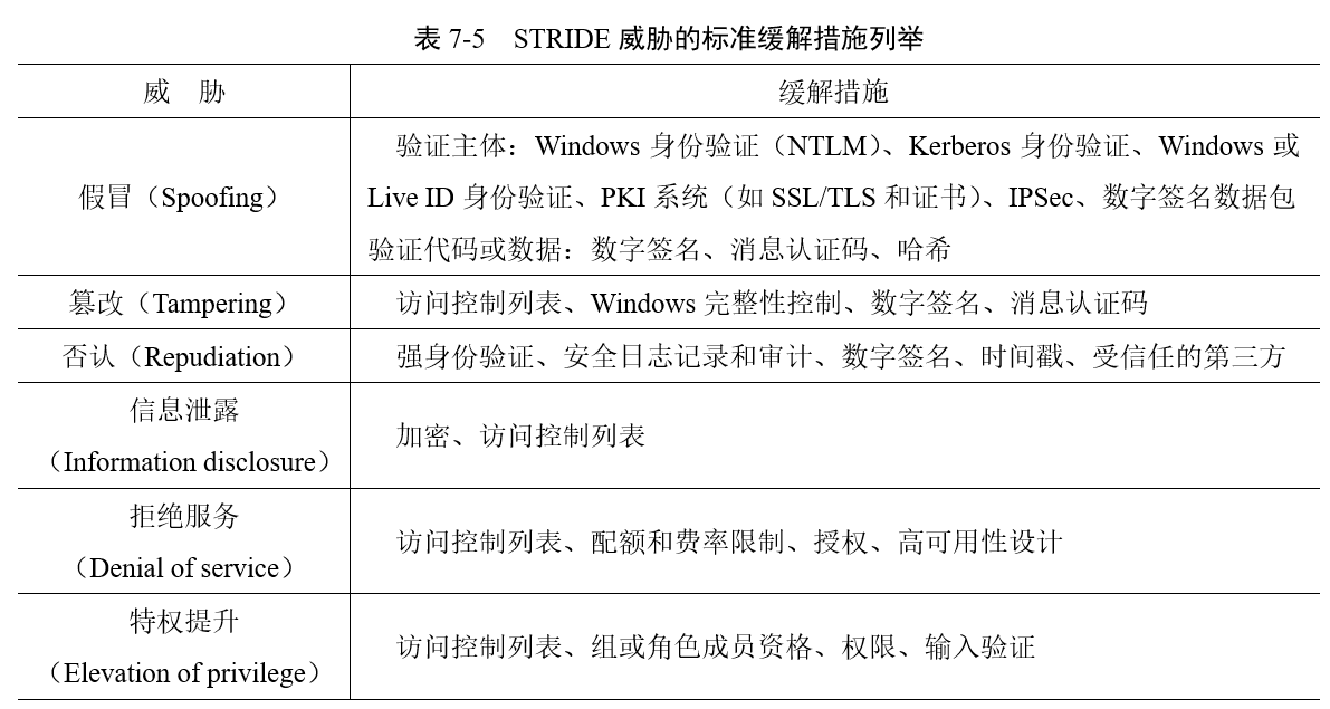 表 7-5 STRIDE 威胁的标准缓解措施列举
威 胁 缓解措施
假冒（Spoofing）
验证主体：Windows 身份验证（NTLM）、Kerberos 身份验证、Windows 或
Live ID 身份验证、PKI 系统（如 SSL/TLS 和证书）、IPSec、数字签名数据包
验证代码或数据：数字签名、消息认证码、哈希
篡改（Tampering） 访问控制列表、Windows 完整性控制、数字签名、消息认证码
否认（Repudiation） 强身份验证、安全日志记录和审计、数字签名、时间戳、受信任的第三方
信息泄露
（Information disclosure）
加密、访问控制列表
拒绝服务
（Denial of service）
访问控制列表、配额和费率限制、授权、高可用性设计
特权提升
（Elevation of privilege）
访问控制列表、组或角色成员资格、权限、输入验证